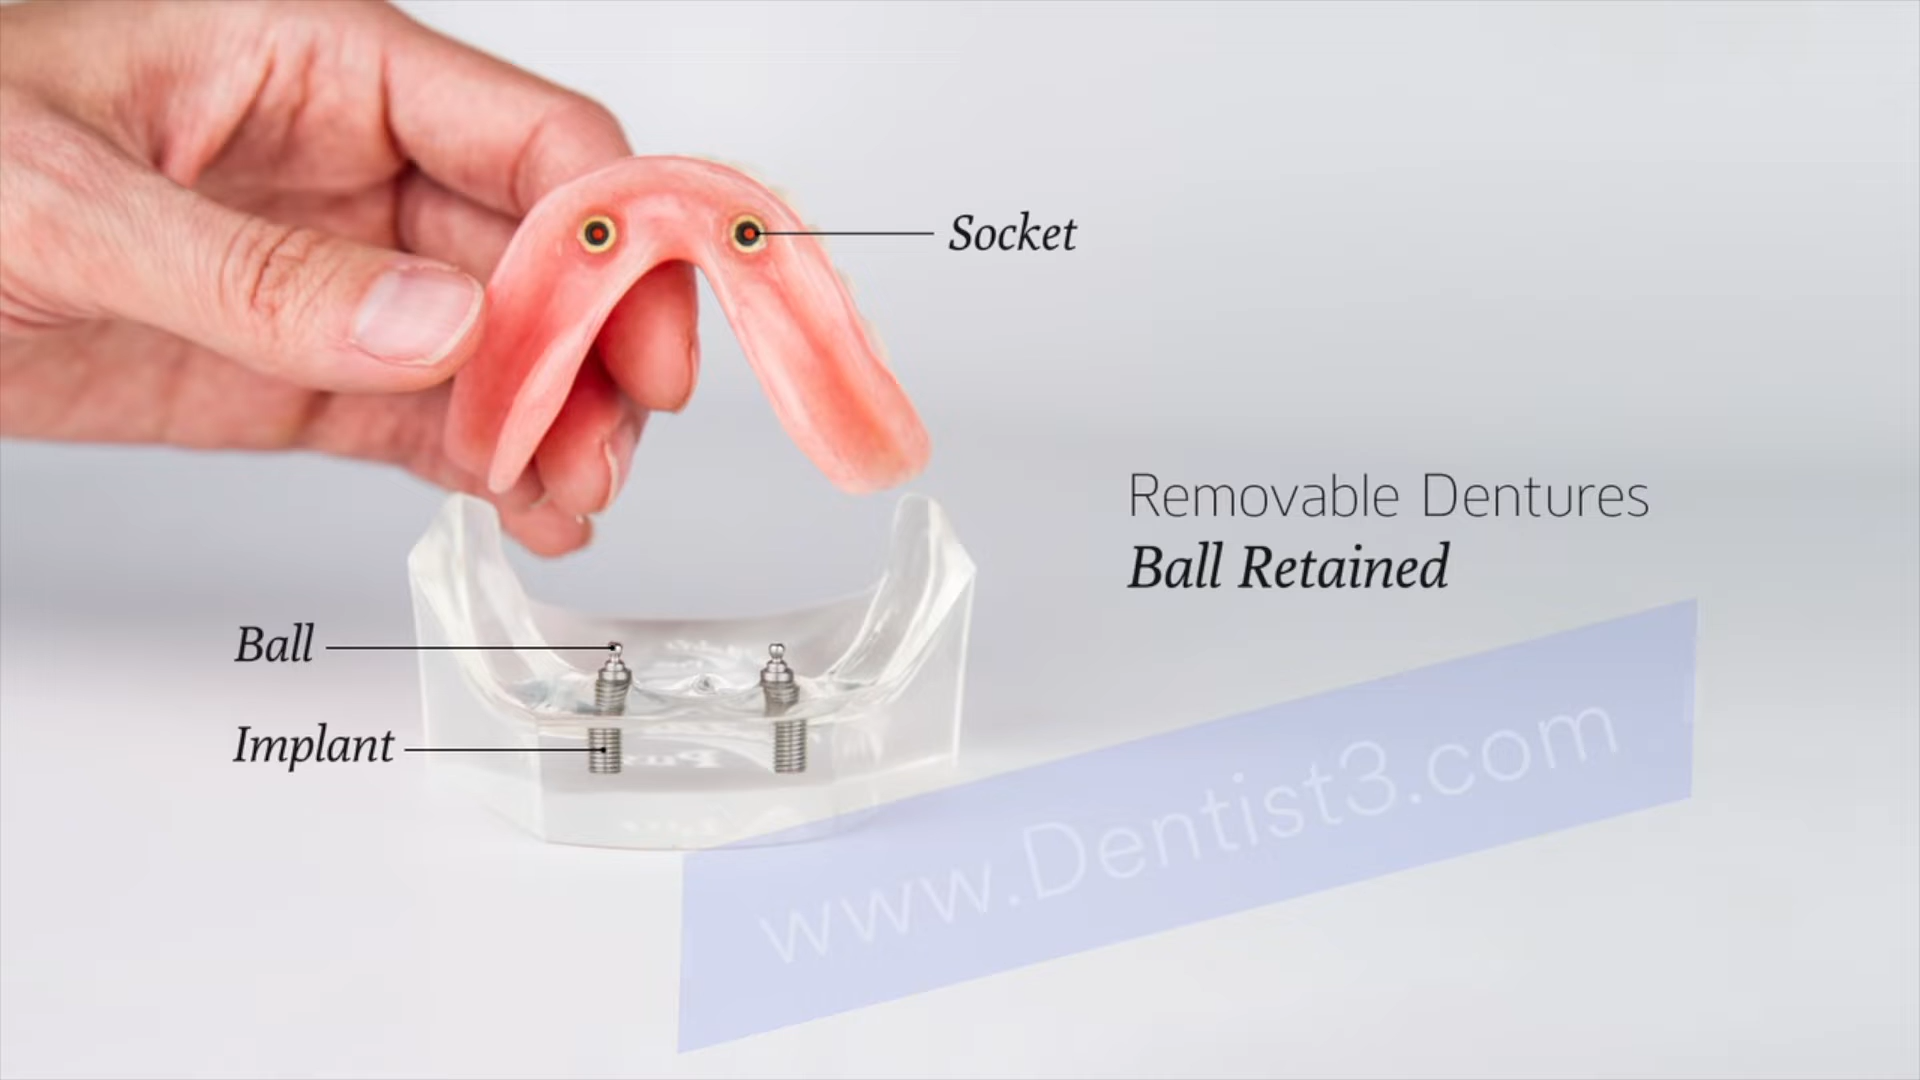 Socket
Removable Dentures
Ball Retained
Ball
Implant
www.Dentist3.com